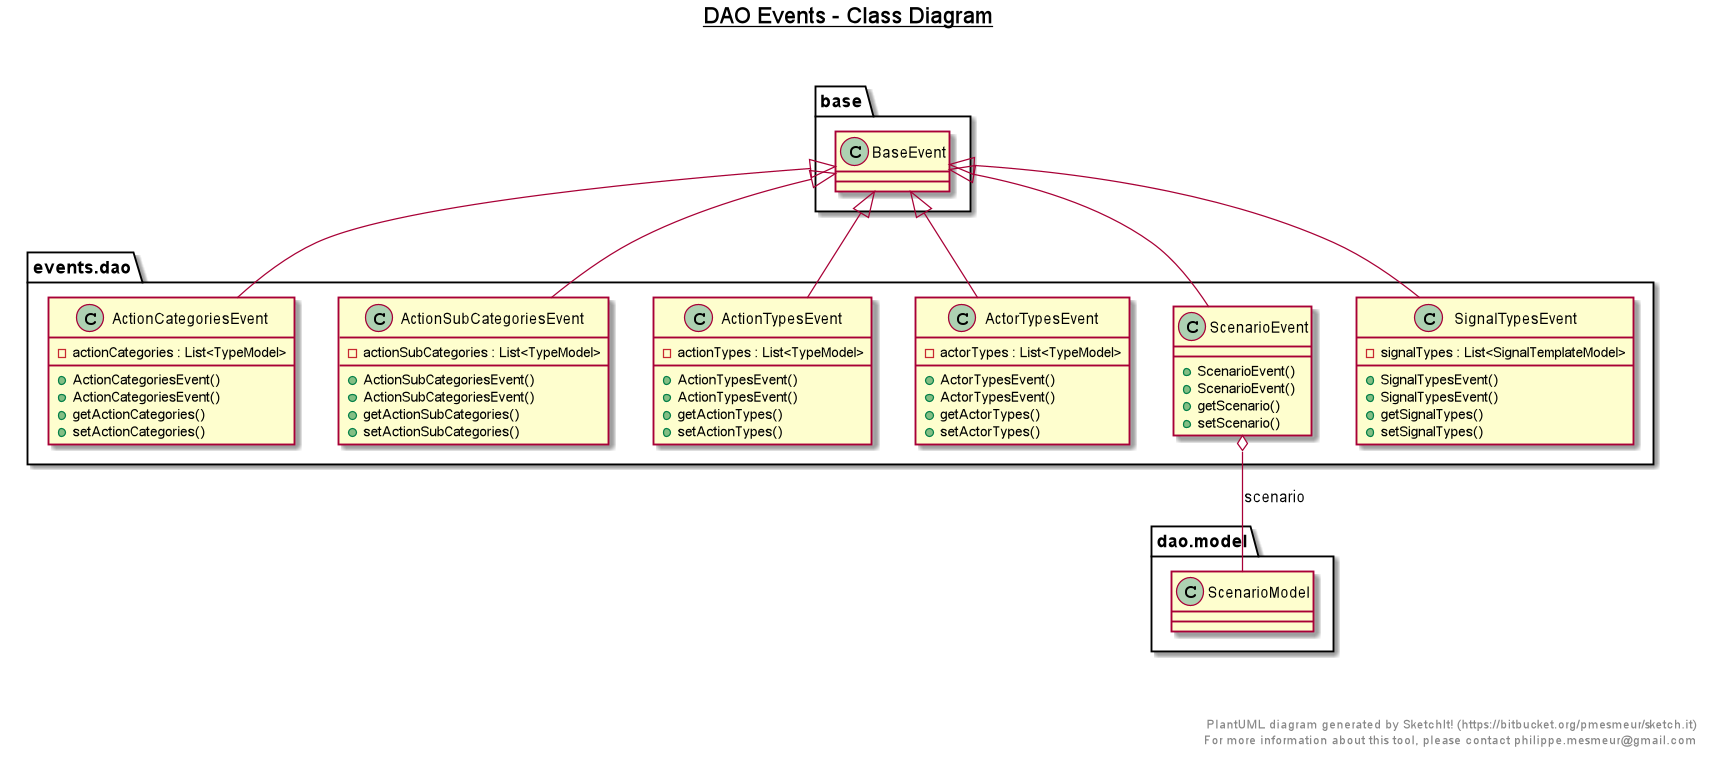 DAO Events - Class Diagram
base
C BaseEvent
events.dao
C ActionCategoriesEvent
actionCategories : List<TypeModel>
ActionCategoriesEvent()
ActionCategoriesEvent()
getActionCategories()
setActionCategories()
C ActionSubCategoriesEvent
actionSubCategories : List<TypeModel>
ActionSubCategoriesEvent()
ActionSubCategoriesEvent()
getActionSubCategories()
setActionSubCategories()
C ActionTypesEvent
actionTypes : List<TypeModel>
ActionTypesEvent()
ActionTypesEvent()
getActionTypes()
setActionTypes()
C ActorTypesEvent
actorTypes : List<TypeModel>
ActorTypesEvent()
ActorTypesEvent()
getActorTypes()
setActorTypes()
C ScenarioEvent
ScenarioEvent()
ScenarioEvent()
getScenario()
setScenario()
C SignalTypesEvent
signalTypes : List<SignalTemplateModel>
SignalTypesEvent()
SignalTypesEvent()
getSignalTypes()
setSignalTypes()
scenario
dao.model
C ScenarioModel
PlantUML diagram generated by SketchIt! (https://bitbucket.org/pmesmeur/sketch.it)
For more information about this tool, please contact philippe.mesmeur@gmail.com